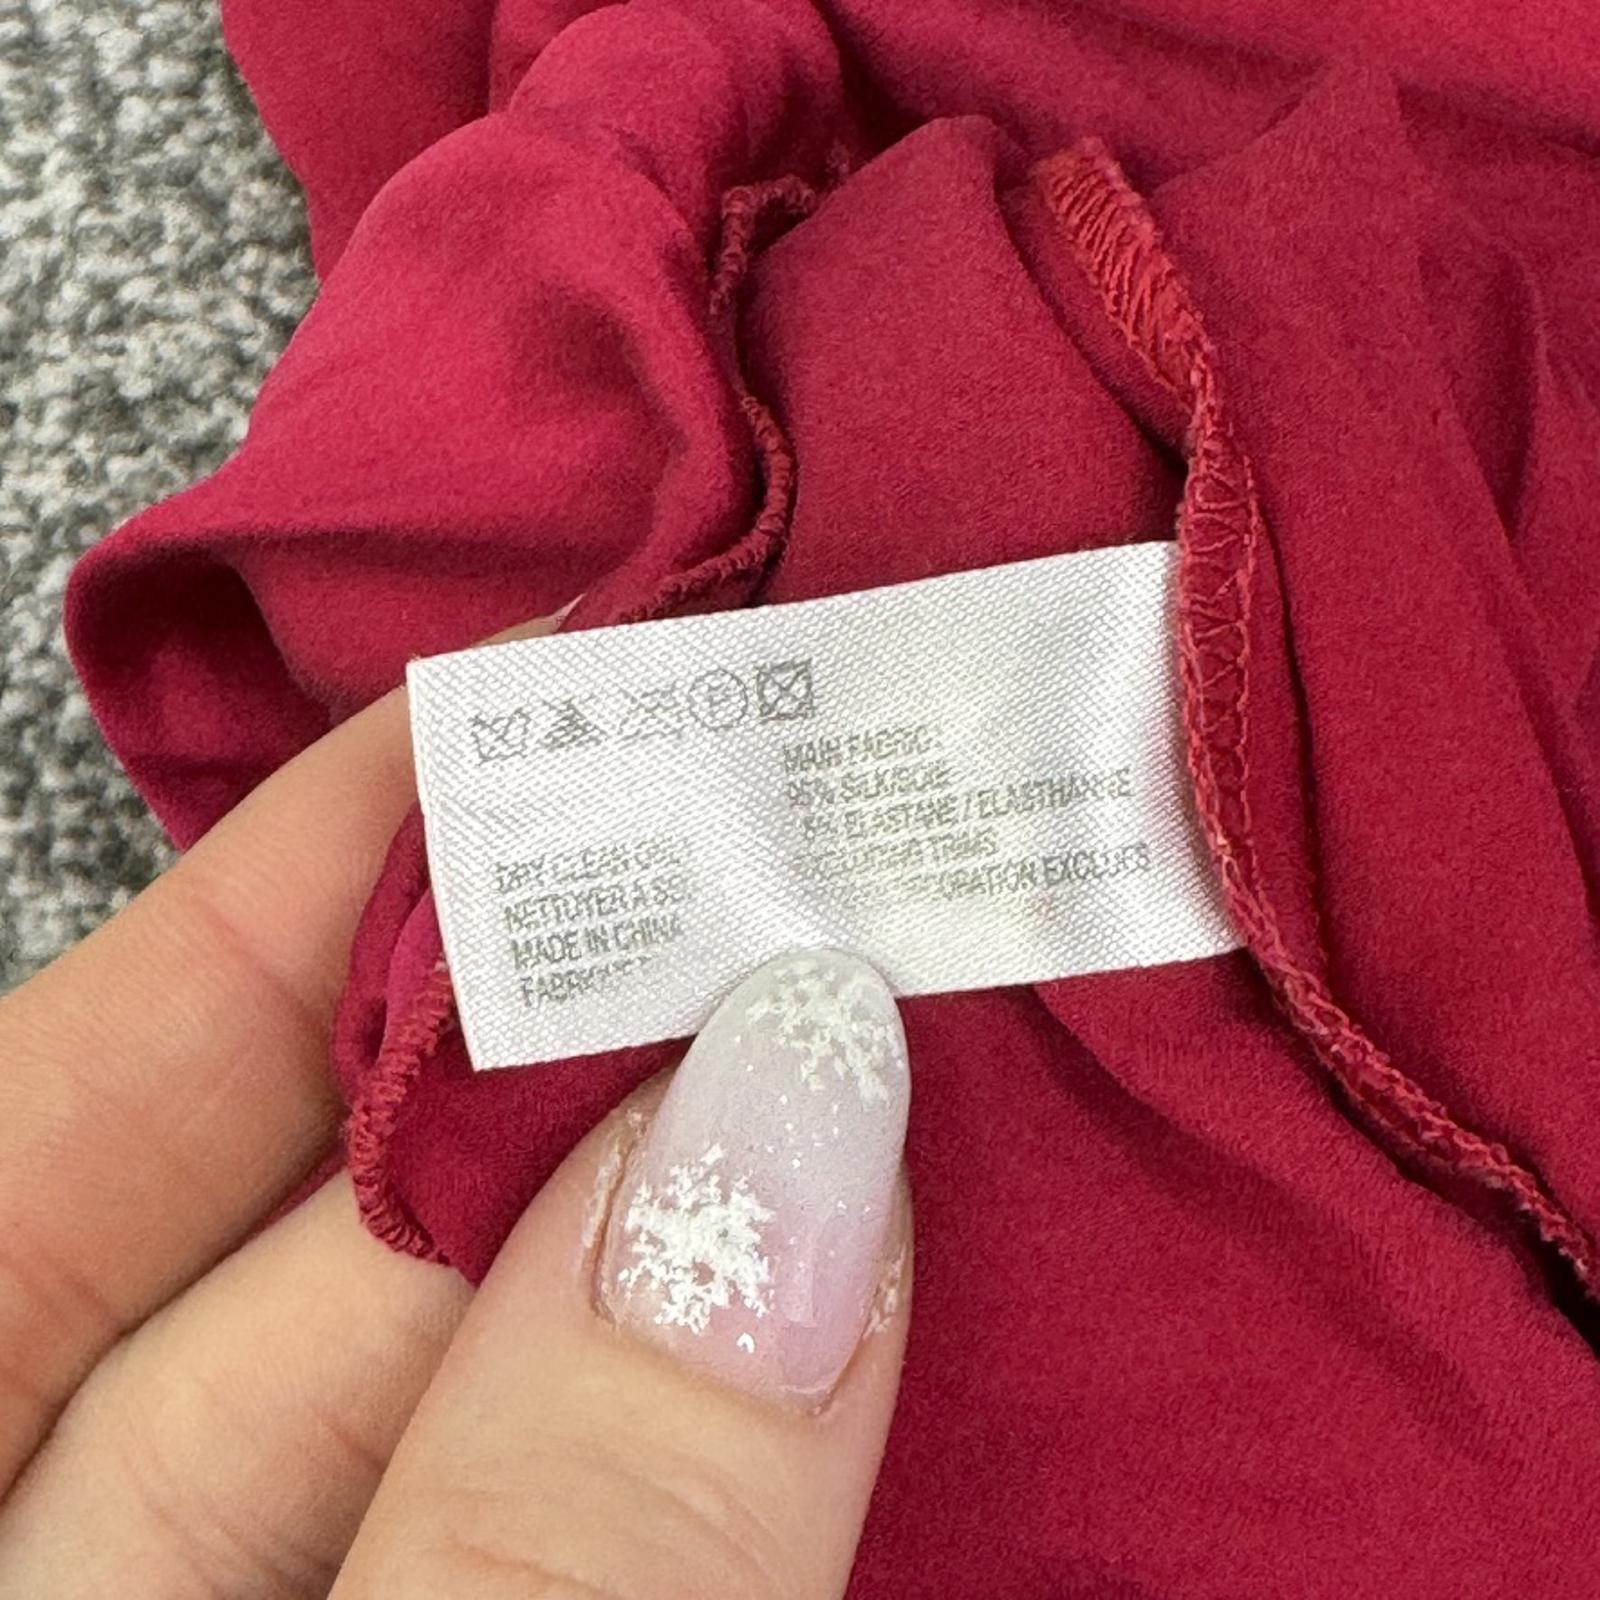 MAIN FABRIC
95% SILK/SOIE
5% ELASTANE / ELASTHANNE
EXCLUDING TRIMS
DECORATION EXCLUES
DRY CLEAN ONLY
NETTOYER A SEC
MADE IN CHINA